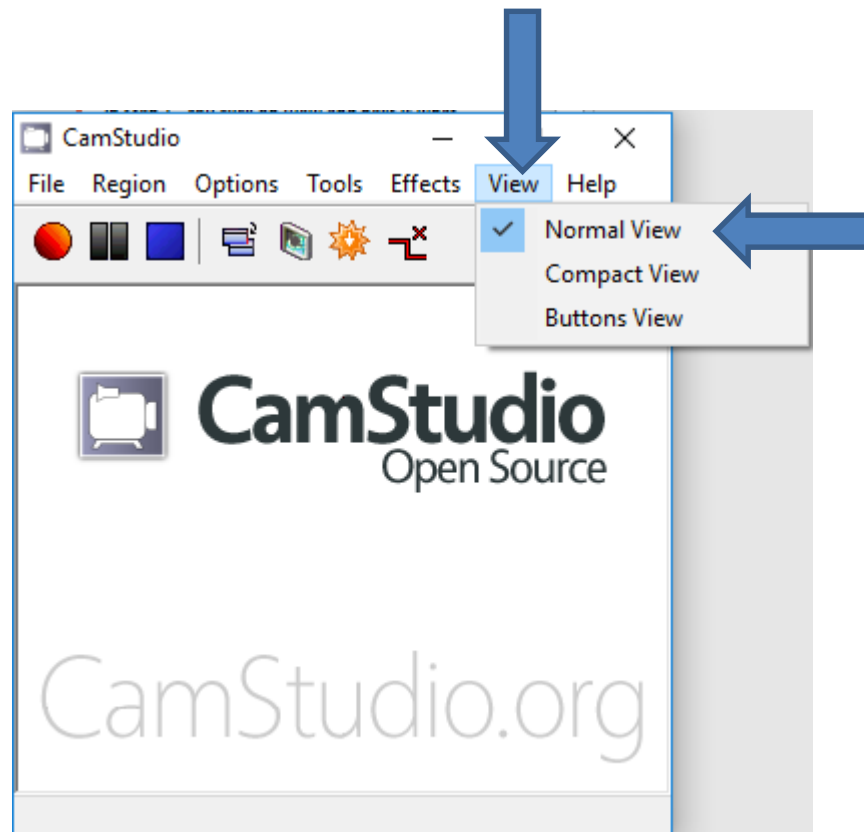 CamStudio
File Region Options Tools Effects View Help
Normal View
Compact View
Buttons View
CamStudio
Open Source
CamStudio.org